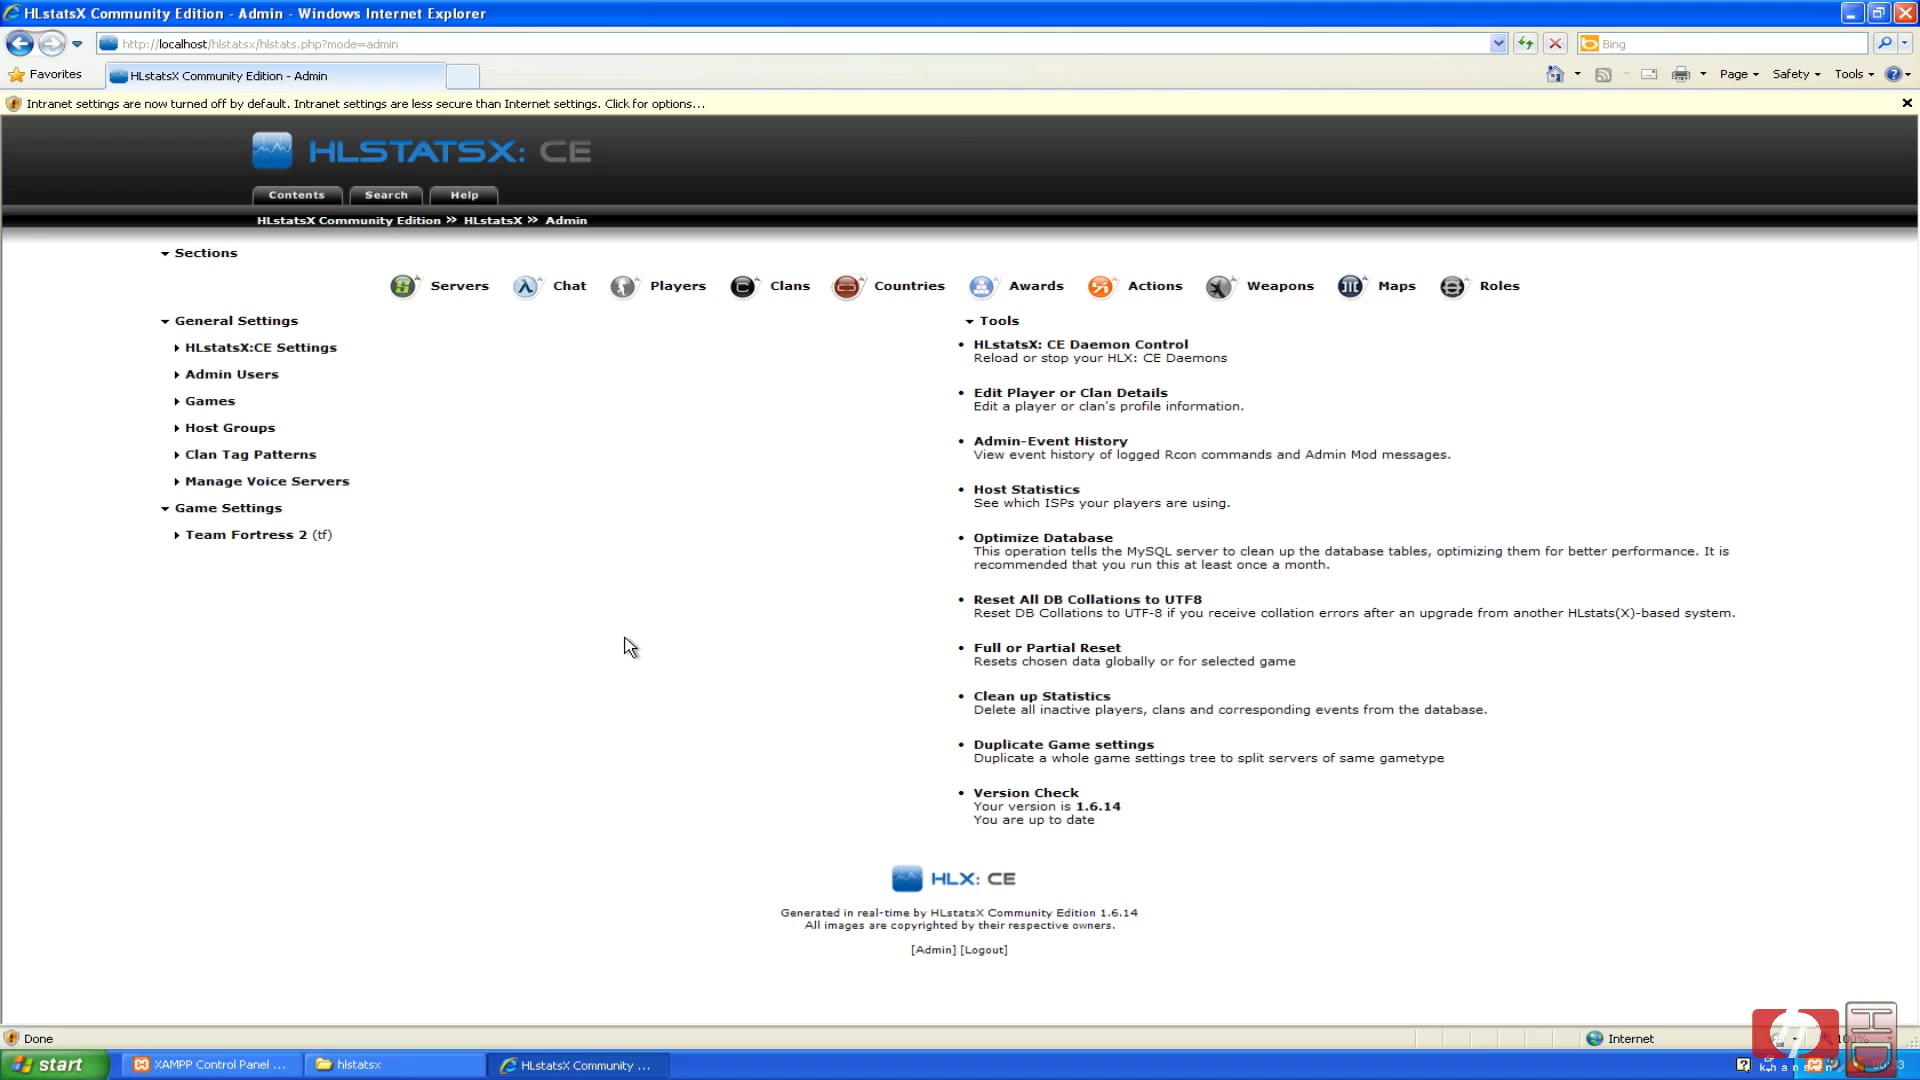 HLstatsX Community Edition - Admin - Windows Internet Explorer
http://localhost/hlstatsx/hlstats.php?mode=admin
Bing
Favorites
HLstatsX Community Edition - Admin
Page
Safety
Tools
Intranet settings are now turned off by default. Intranet settings are less secure than Internet settings. Click for options...
HLSTATSX: CE
Contents
Search
Help
HLstatsX Community Edition » HLstatsX » Admin
Sections
Servers
Chat
Players
Clans
Countries
Awards
Actions
Weapons
Maps
Roles
General Settings
HLstatsX:CE Settings
Admin Users
Games
Host Groups
Clan Tag Patterns
Manage Voice Servers
Game Settings
Team Fortress 2 (tf)
Tools
• HLstatsX: CE Daemon Control
Reload or stop your HLX: CE Daemons
• Edit Player or Clan Details
Edit a player or clan's profile information.
• Admin-Event History
View event history of logged Rcon commands and Admin Mod messages.
• Host Statistics
See which ISPs your players are using.
• Optimize Database
This operation tells the MySQL server to clean up the database tables, optimizing them for better performance. It is
recommended that you run this at least once a month.
• Reset All DB Collations to UTF8
Reset DB Collations to UTF-8 if you receive collation errors after an upgrade from another HLstats(X)-based system.
• Full or Partial Reset
Resets chosen data globally or for selected game
• Clean up Statistics
Delete all inactive players, clans and corresponding events from the database.
• Duplicate Game settings
Duplicate a whole game settings tree to split servers of same gametype
• Version Check
Your version is 1.6.14
You are up to date
HLX: CE
Generated in real-time by HLstatsX Community Edition 1.6.14
All images are copyrighted by their respective owners.
[Admin] [Logout]
Done
Internet
100%
start
XAMPP Control Panel ...
hlstatsx
HLstatsX Community ...
HD